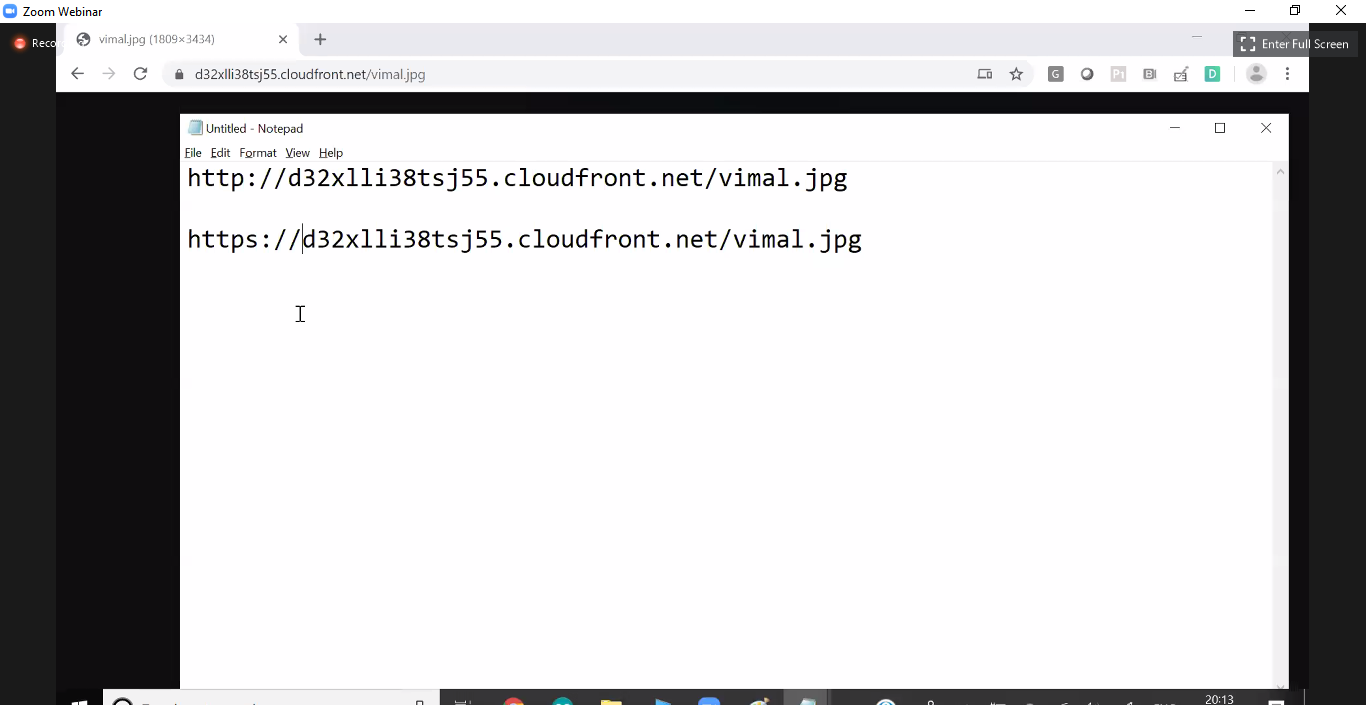 Zoom Webinar
Recor
vimal.jpg (1809×3434)
Enter Full Screen
d32xlli38tsj55.cloudfront.net/vimal.jpg
G
P1
B!
D
Untitled - Notepad
File Edit Format View Help
http://d32xlli38tsj55.cloudfront.net/vimal.jpg
https://d32xlli38tsj55.cloudfront.net/vimal.jpg
20:13